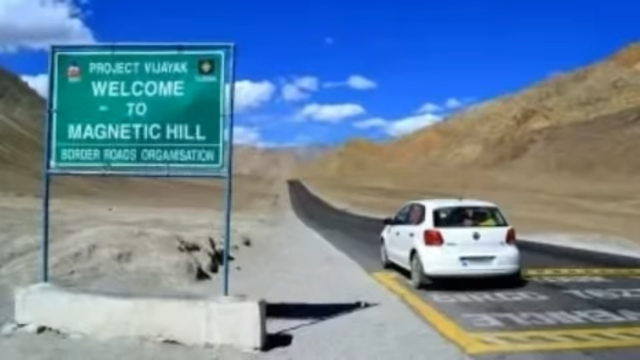 PROJECT VIJAYAK
WELCOME
- TO
MAGNETIC HILL
BORDER ROADS ORGANISATION